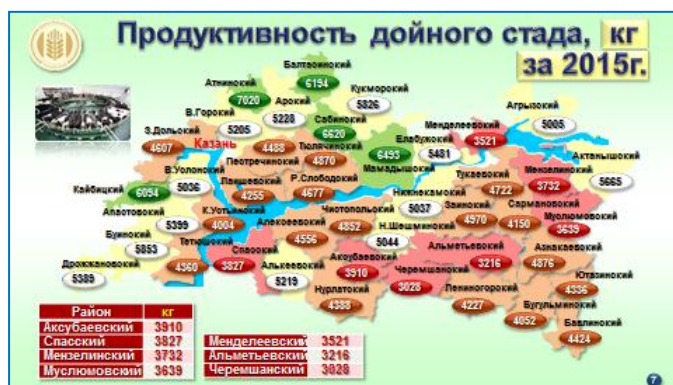 Продуктивность дойного стада, кг
за 2015г.
Балтасинский
6194
Атнинский
7020
Кукморский
5826
Арский
5228
В.Горский
5205
Сабинский
6620
Менделеевский
3521
Агрызский
5005
З.Дольский
4607
Казань
4488
Тюлячинский
4870
Елабужский
5481
Пестречинский
Мамадышский
6493
Актанышский
5665
Мензелинский
3732
Тукаевский
4722
В.Услонский
5036
Кайбицкий
6094
Лаишевский
4255
Р.Слободский
4677
Нижнекамский
5037
Заинский
4970
Сармановский
4150
Муслюмовский
3639
Апастовский
5399
К.Устьинский
4004
Алексеевский
4556
Чистопольский
4852
Н.Шешминский
5044
Буинский
5853
Тетюшский
4360
Спасский
3827
Аксубаевский
3910
Альметьевский
3216
Азнакаевский
4876
Дрожжановский
5389
Алькеевский
5219
Черемшанский
3028
Ютазинский
4336
Нурлатский
4388
Лениногорский
4227
Бугульминский
4052
Бавлинский
4424
Район кг
Аксубаевский 3910
Спасский 3827
Мензелинский 3732
Муслюмовский 3639
Менделеевский 3521
Альметьевский 3216
Черемшанский 3028
7